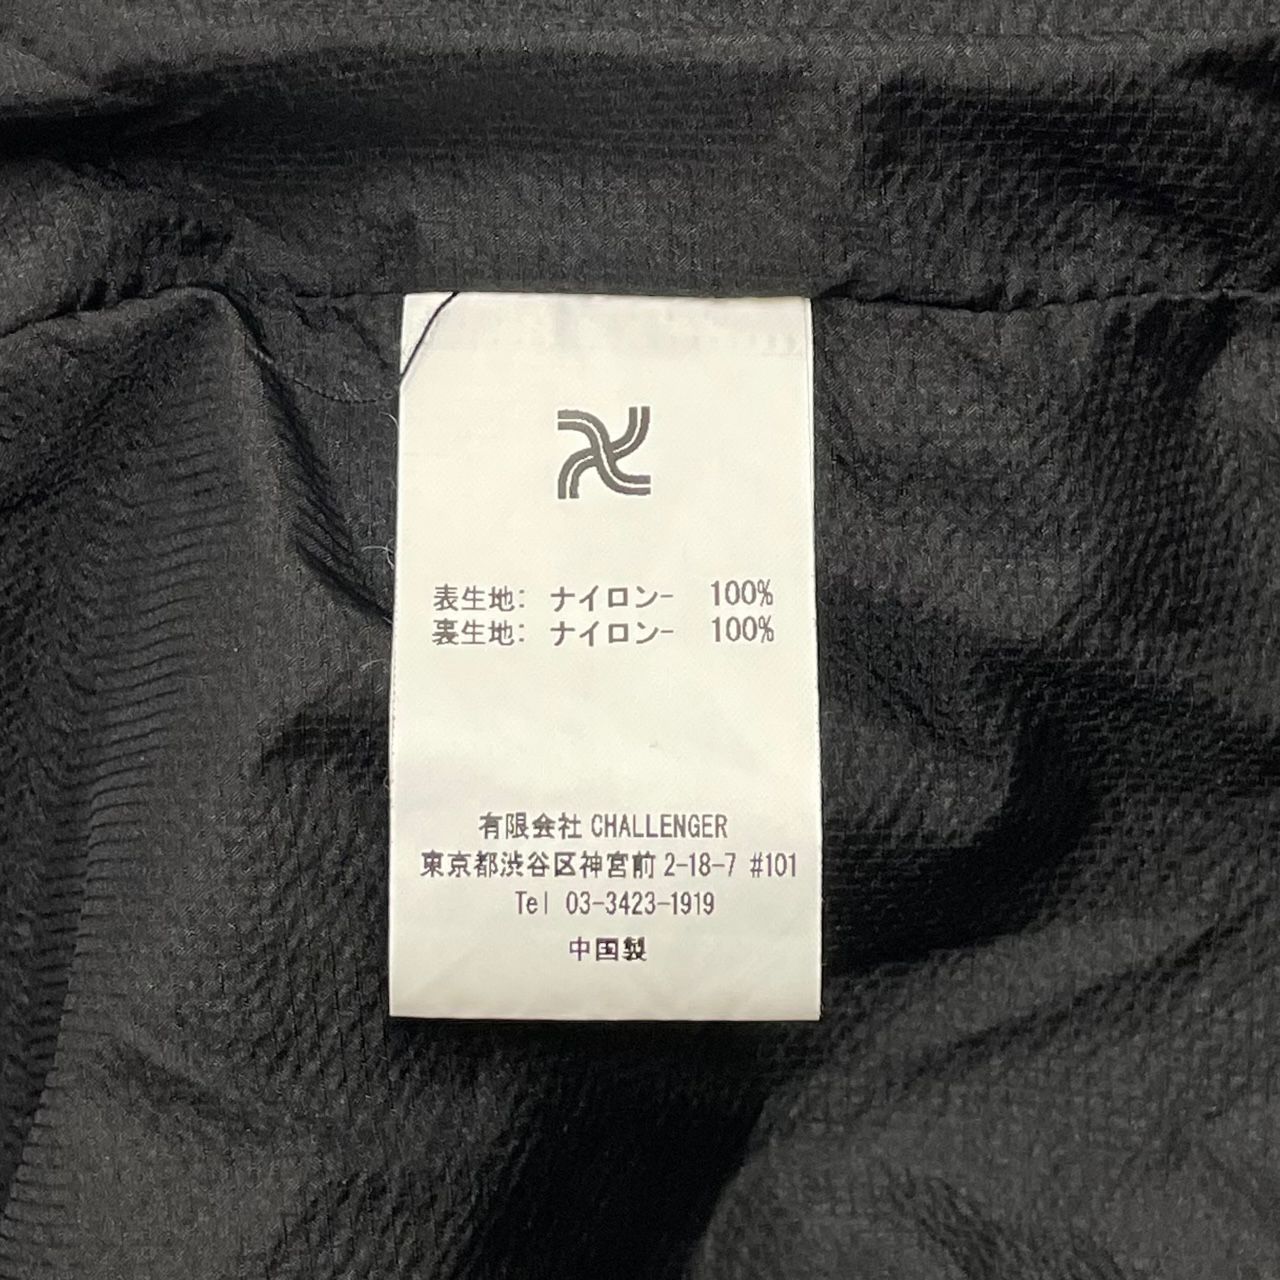 表生地: ナイロン- 100%
裏生地: ナイロン- 100%
有限会社 CHALLENGER
東京都渋谷区神宮前 2-18-7 #101
Tel 03-3423-1919
中国製